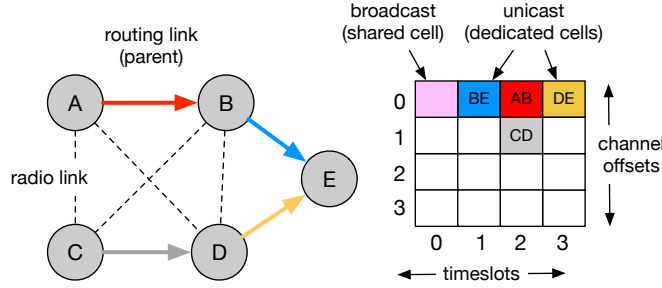 routing link
(parent)
A
B
radio link
E
C
D
broadcast
(shared cell)
unicast
(dedicated cells)
0
BE
AB
DE
1
CD
channel
offsets
2
3
0
1
2
3
timeslots